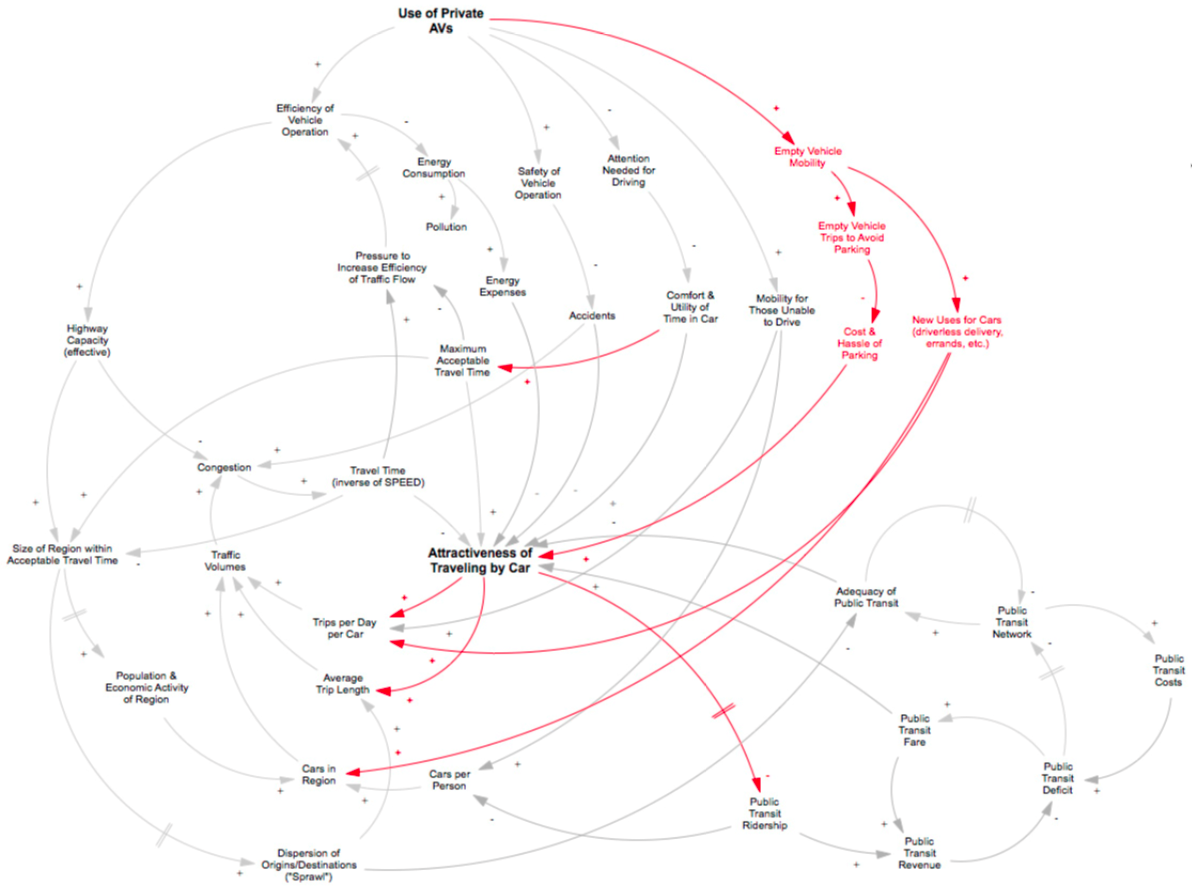 Use of Private
AVs
Efficiency of
Vehicle
Operation
Energy
Consumption
Pollution
Safety of
Vehicle
Operation
Attention
Needed for
Driving
Empty Vehicle
Mobility
Empty Vehicle
Trips to Avoid
Parking
Pressure to
Increase Efficiency
of Traffic Flow
Energy
Expenses
Accidents
Comfort &
Utility of
Time in Car
Mobility for
Those Unable
to Drive
Cost &
Hassle of
Parking
New Uses for Cars
(driverless delivery,
errands, etc.)
Highway
Capacity
(effective)
Maximum
Acceptable
Travel Time
Congestion
Travel Time
(inverse of SPEED)
Size of Region within
Acceptable Travel Time
Traffic
Volumes
Attractiveness of
Traveling by Car
Adequacy of
Public Transit
Public
Transit
Network
Public
Transit
Costs
Trips per Day
per Car
Average
Trip Length
Population &
Economic Activity
of Region
Cars in
Region
Cars per
Person
Public
Transit
Fare
Public
Transit
Deficit
Public
Transit
Ridership
Public
Transit
Revenue
Dispersion of
Origins/Destinations
("Sprawl")